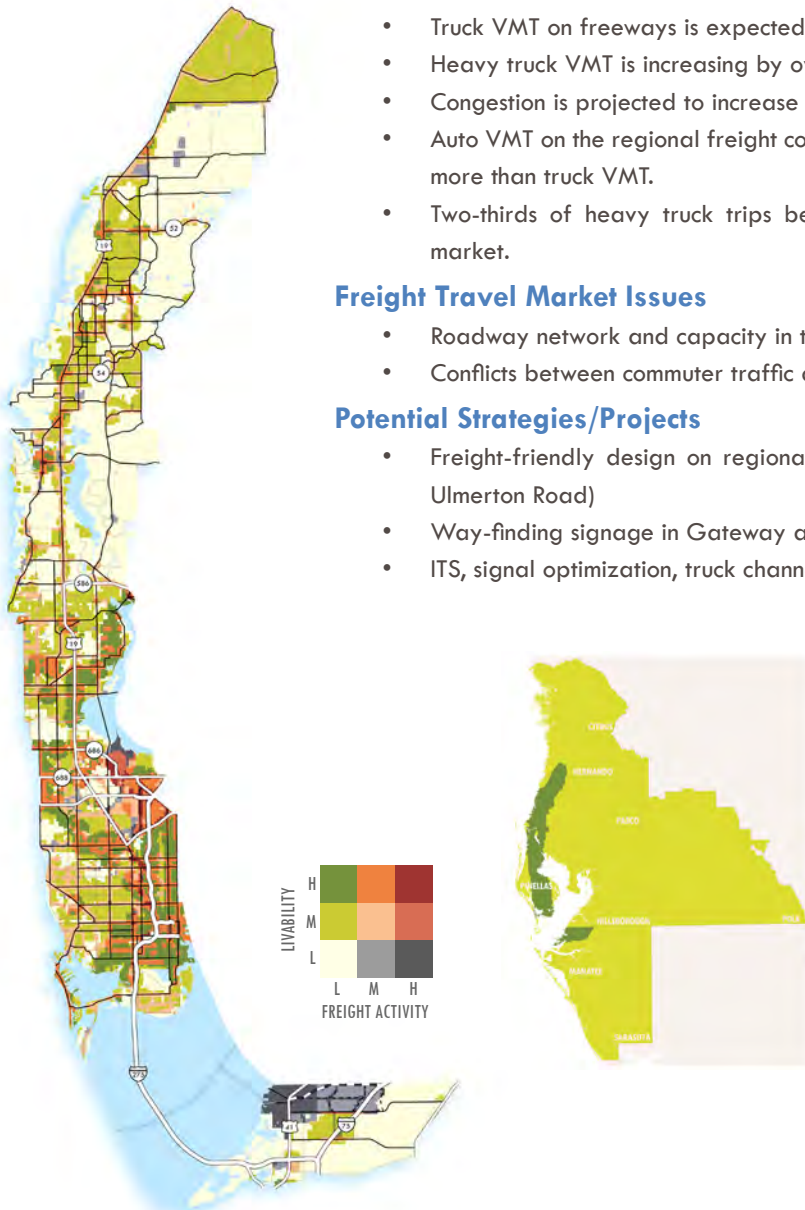 • Truck VMT on freeways is expected
• Heavy truck VMT is increasing by o
• Congestion is projected to increase
• Auto VMT on the regional freight co
more than truck VMT.
• Two-thirds of heavy truck trips be
market.
Freight Travel Market Issues
• Roadway network and capacity in t
• Conflicts between commuter traffic
Potential Strategies/Projects
• Freight-friendly design on regiona
Ulmerton Road)
• Way-finding signage in Gateway a
• ITS, signal optimization, truck chann
52
19
54
586
19
686
688
275
41
75
LIVABILITY
H
M
L
L M H
FREIGHT ACTIVITY
CITRUS
HERNANDO
PASCO
PINELLAS
HILLSBOROUGH
POLK
MANATEE
SARASOTA